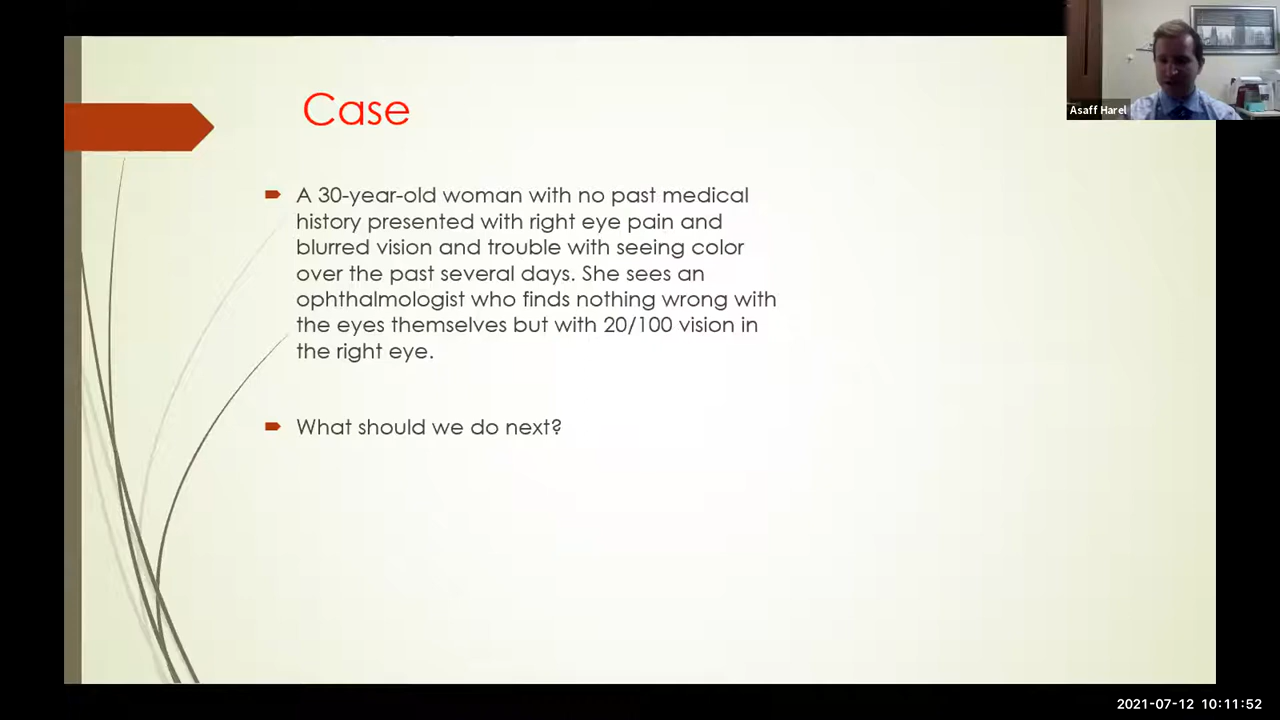 Case
A 30-year-old woman with no past medical
history presented with right eye pain and
blurred vision and trouble with seeing color
over the past several days. She sees an
ophthalmologist who finds nothing wrong with
the eyes themselves but with 20/100 vision in
the right eye.
What should we do next?
Asaff Harel
2021-07-12 10:11:52